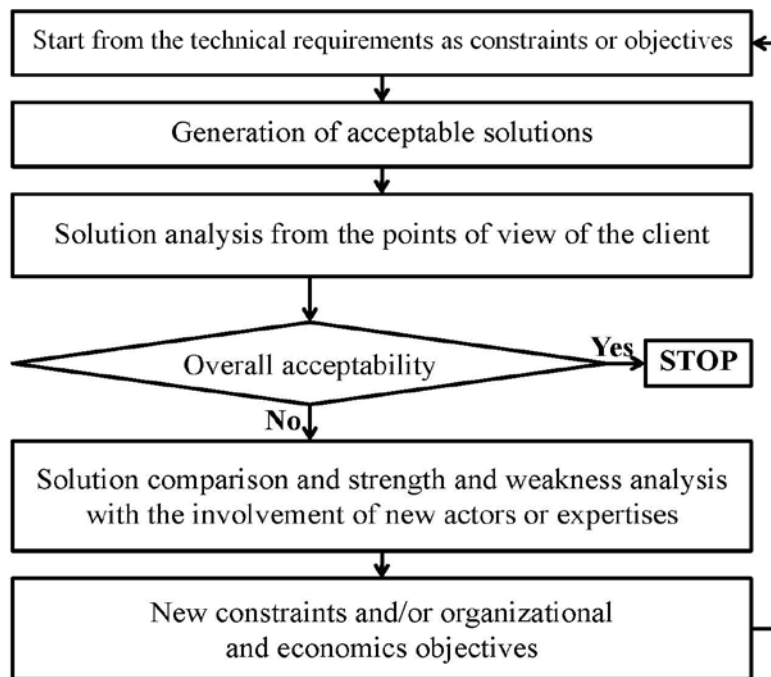 Start from the technical requirements as constraints or objectives
Generation of acceptable solutions
Solution analysis from the points of view of the client
Overall acceptability
Yes
STOP
No
Solution comparison and strength and weakness analysis
with the involvement of new actors or expertises
New constraints and/or organizational
and economics objectives